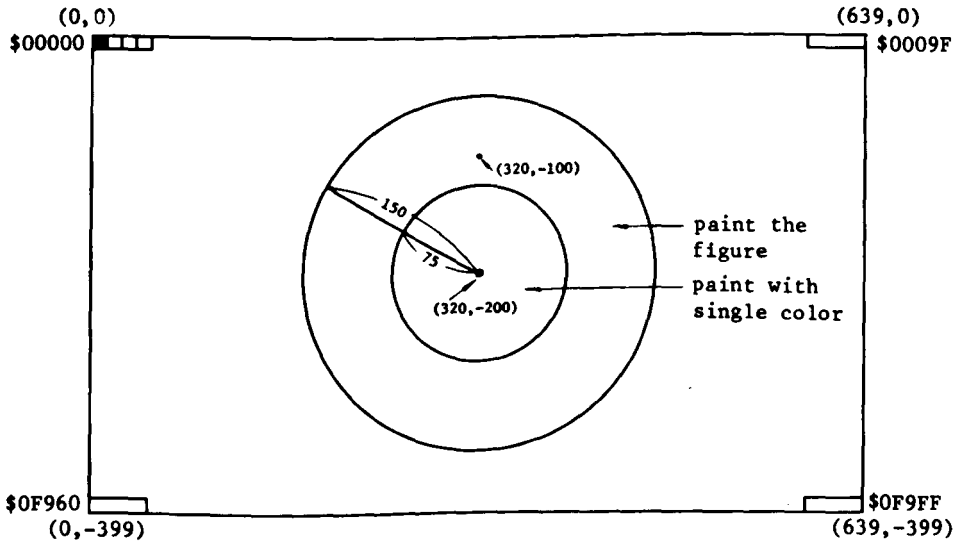 (0,0)
(639,0)
$00000
$0009F
(320,-100)
150
paint the
figure
75
paint with
single color
(320,-200)
$0F960
$0F9FF
(0,-399)
(639,-399)